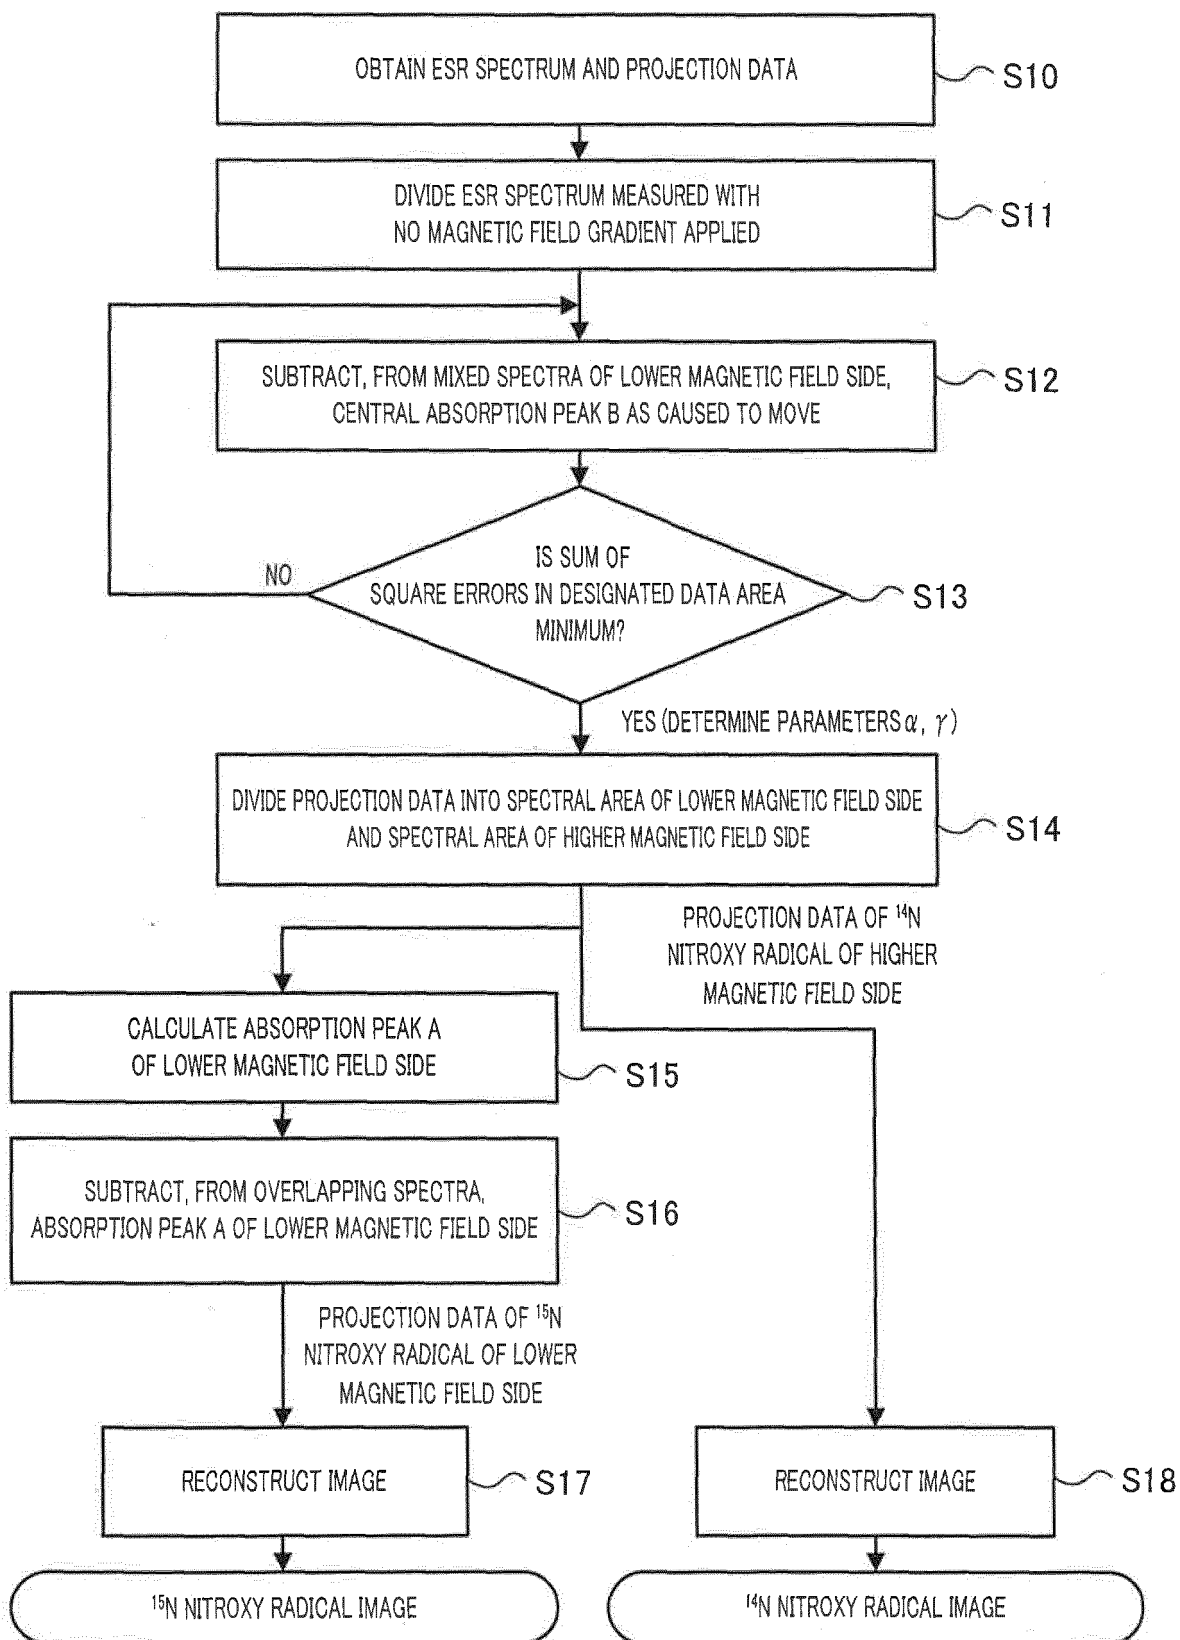 OBTAIN ESR SPECTRUM AND PROJECTION DATA
S10
DIVIDE ESR SPECTRUM MEASURED WITH
NO MAGNETIC FIELD GRADIENT APPLIED
S11
SUBTRACT, FROM MIXED SPECTRA OF LOWER MAGNETIC FIELD SIDE,
CENTRAL ABSORPTION PEAK B AS CAUSED TO MOVE
S12
IS SUM OF
SQUARE ERRORS IN DESIGNATED DATA AREA
MINIMUM?
S13
NO
YES (DETERMINE PARAMETERS α, γ)
DIVIDE PROJECTION DATA INTO SPECTRAL AREA OF LOWER MAGNETIC FIELD SIDE
AND SPECTRAL AREA OF HIGHER MAGNETIC FIELD SIDE
S14
PROJECTION DATA OF ¹⁴N
NITROXY RADICAL OF HIGHER
MAGNETIC FIELD SIDE
CALCULATE ABSORPTION PEAK A
OF LOWER MAGNETIC FIELD SIDE
S15
SUBTRACT, FROM OVERLAPPING SPECTRA,
ABSORPTION PEAK A OF LOWER MAGNETIC FIELD SIDE
S16
PROJECTION DATA OF ¹⁵N
NITROXY RADICAL OF LOWER
MAGNETIC FIELD SIDE
RECONSTRUCT IMAGE
S17
RECONSTRUCT IMAGE
S18
¹⁵N NITROXY RADICAL IMAGE
¹⁴N NITROXY RADICAL IMAGE